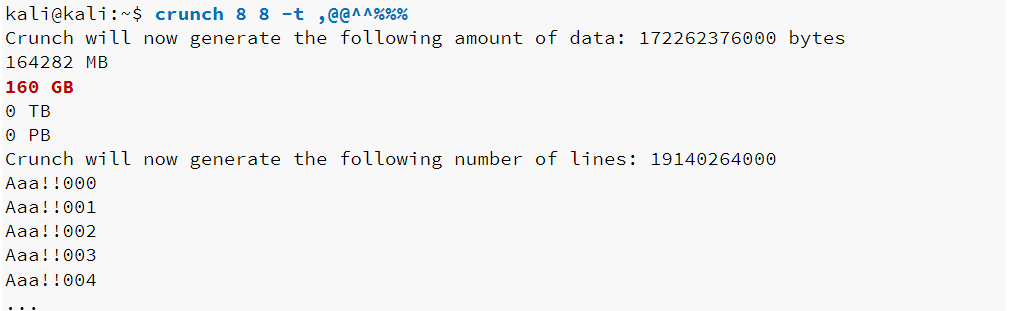 kali@kali:~$ crunch 8 8 -t ,@@^^%%%
Crunch will now generate the following amount of data: 172262376000 bytes
164282 MB
160 GB
0 TB
0 PB
Crunch will now generate the following number of lines: 19140264000
Aaa!!000
Aaa!!001
Aaa!!002
Aaa!!003
Aaa!!004
...